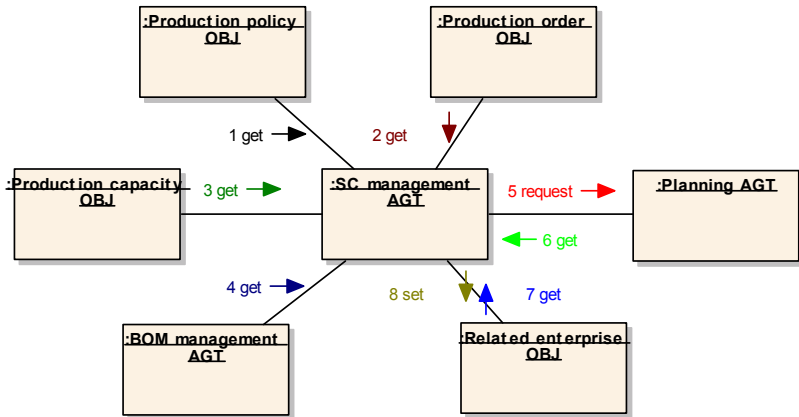 :Production policy
OBJ
:Production order
OBJ
1 get
2 get
:Production capacity
OBJ
3 get
:SC management
AGT
5 request
:Planning AGT
6 get
4 get
8 set
7 get
:BOM management
AGT
:Related enterprise
OBJ